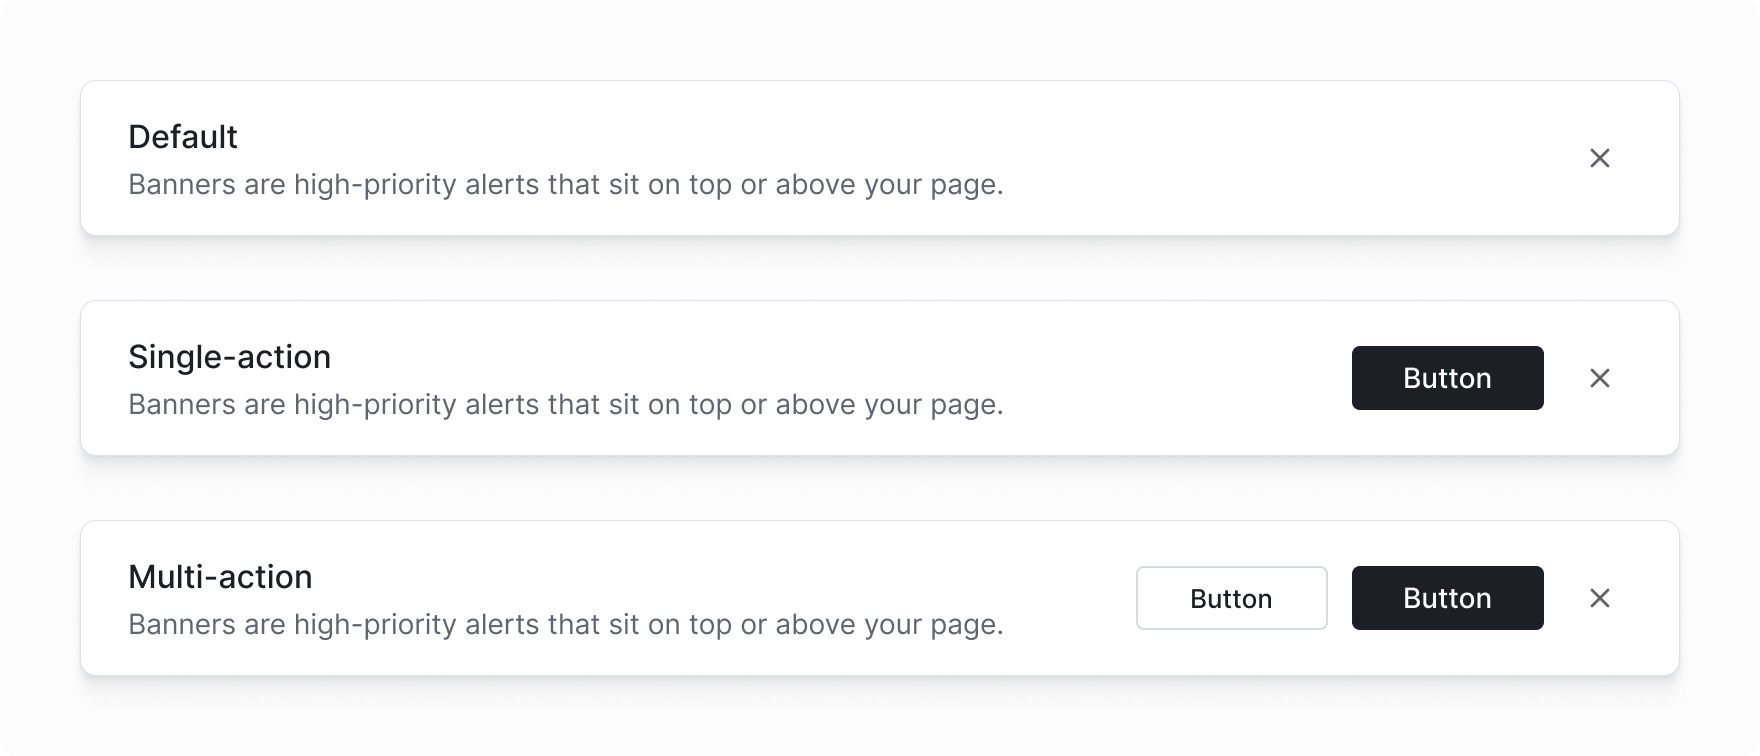 Default
Banners are high-priority alerts that sit on top or above your page.
Single-action
Banners are high-priority alerts that sit on top or above your page.
Button
Multi-action
Banners are high-priority alerts that sit on top or above your page.
Button
Button